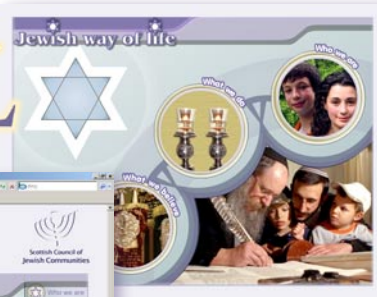 Jewish way of life
Who we are
What we do
What we believe
Scottish Council of
Jewish Communities
Who we are